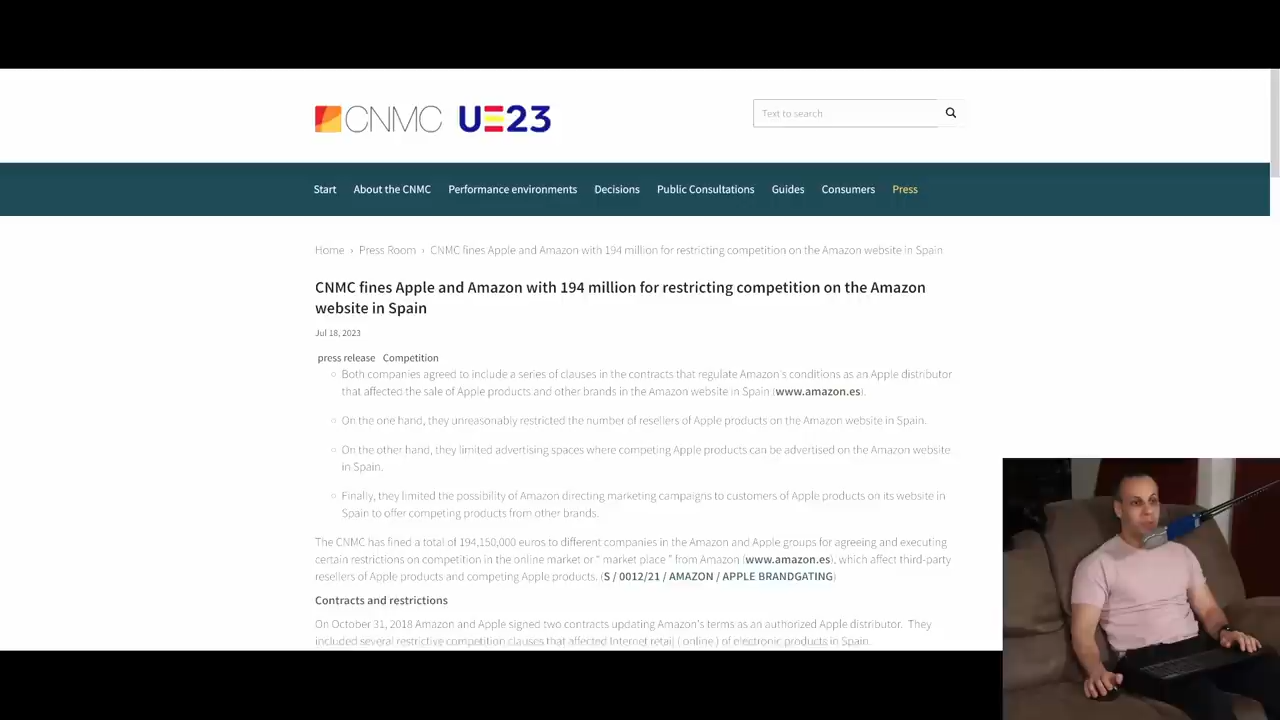 CNMC UE23
Text to search
Start About the CNMC Performance environments Decisions Public Consultations Guides Consumers Press
Home › Press Room › CNMC fines Apple and Amazon with 194 million for restricting competition on the Amazon website in Spain
CNMC fines Apple and Amazon with 194 million for restricting competition on the Amazon
website in Spain
Jul 18, 2023
press release Competition
Both companies agreed to include a series of clauses in the contracts that regulate Amazon's conditions as an Apple distributor
that affected the sale of Apple products and other brands in the Amazon website in Spain (www.amazon.es).
On the one hand, they unreasonably restricted the number of resellers of Apple products on the Amazon website in Spain.
On the other hand, they limited advertising spaces where competing Apple products can be advertised on the Amazon website
in Spain.
Finally, they limited the possibility of Amazon directing marketing campaigns to customers of Apple products on its website in
Spain to offer competing products from other brands.
The CNMC has fined a total of 194,150,000 euros to different companies in the Amazon and Apple groups for agreeing and executing
certain restrictions on competition in the online market or “ market place ” from Amazon (www.amazon.es), which affect third-party
resellers of Apple products and competing Apple products. (S / 0012/21 / AMAZON / APPLE BRANDGATING)
Contracts and restrictions
On October 31, 2018 Amazon and Apple signed two contracts updating Amazon's terms as an authorized Apple distributor. They
included several restrictive competition clauses that affected Internet retail ( online ) of electronic products in Spain.